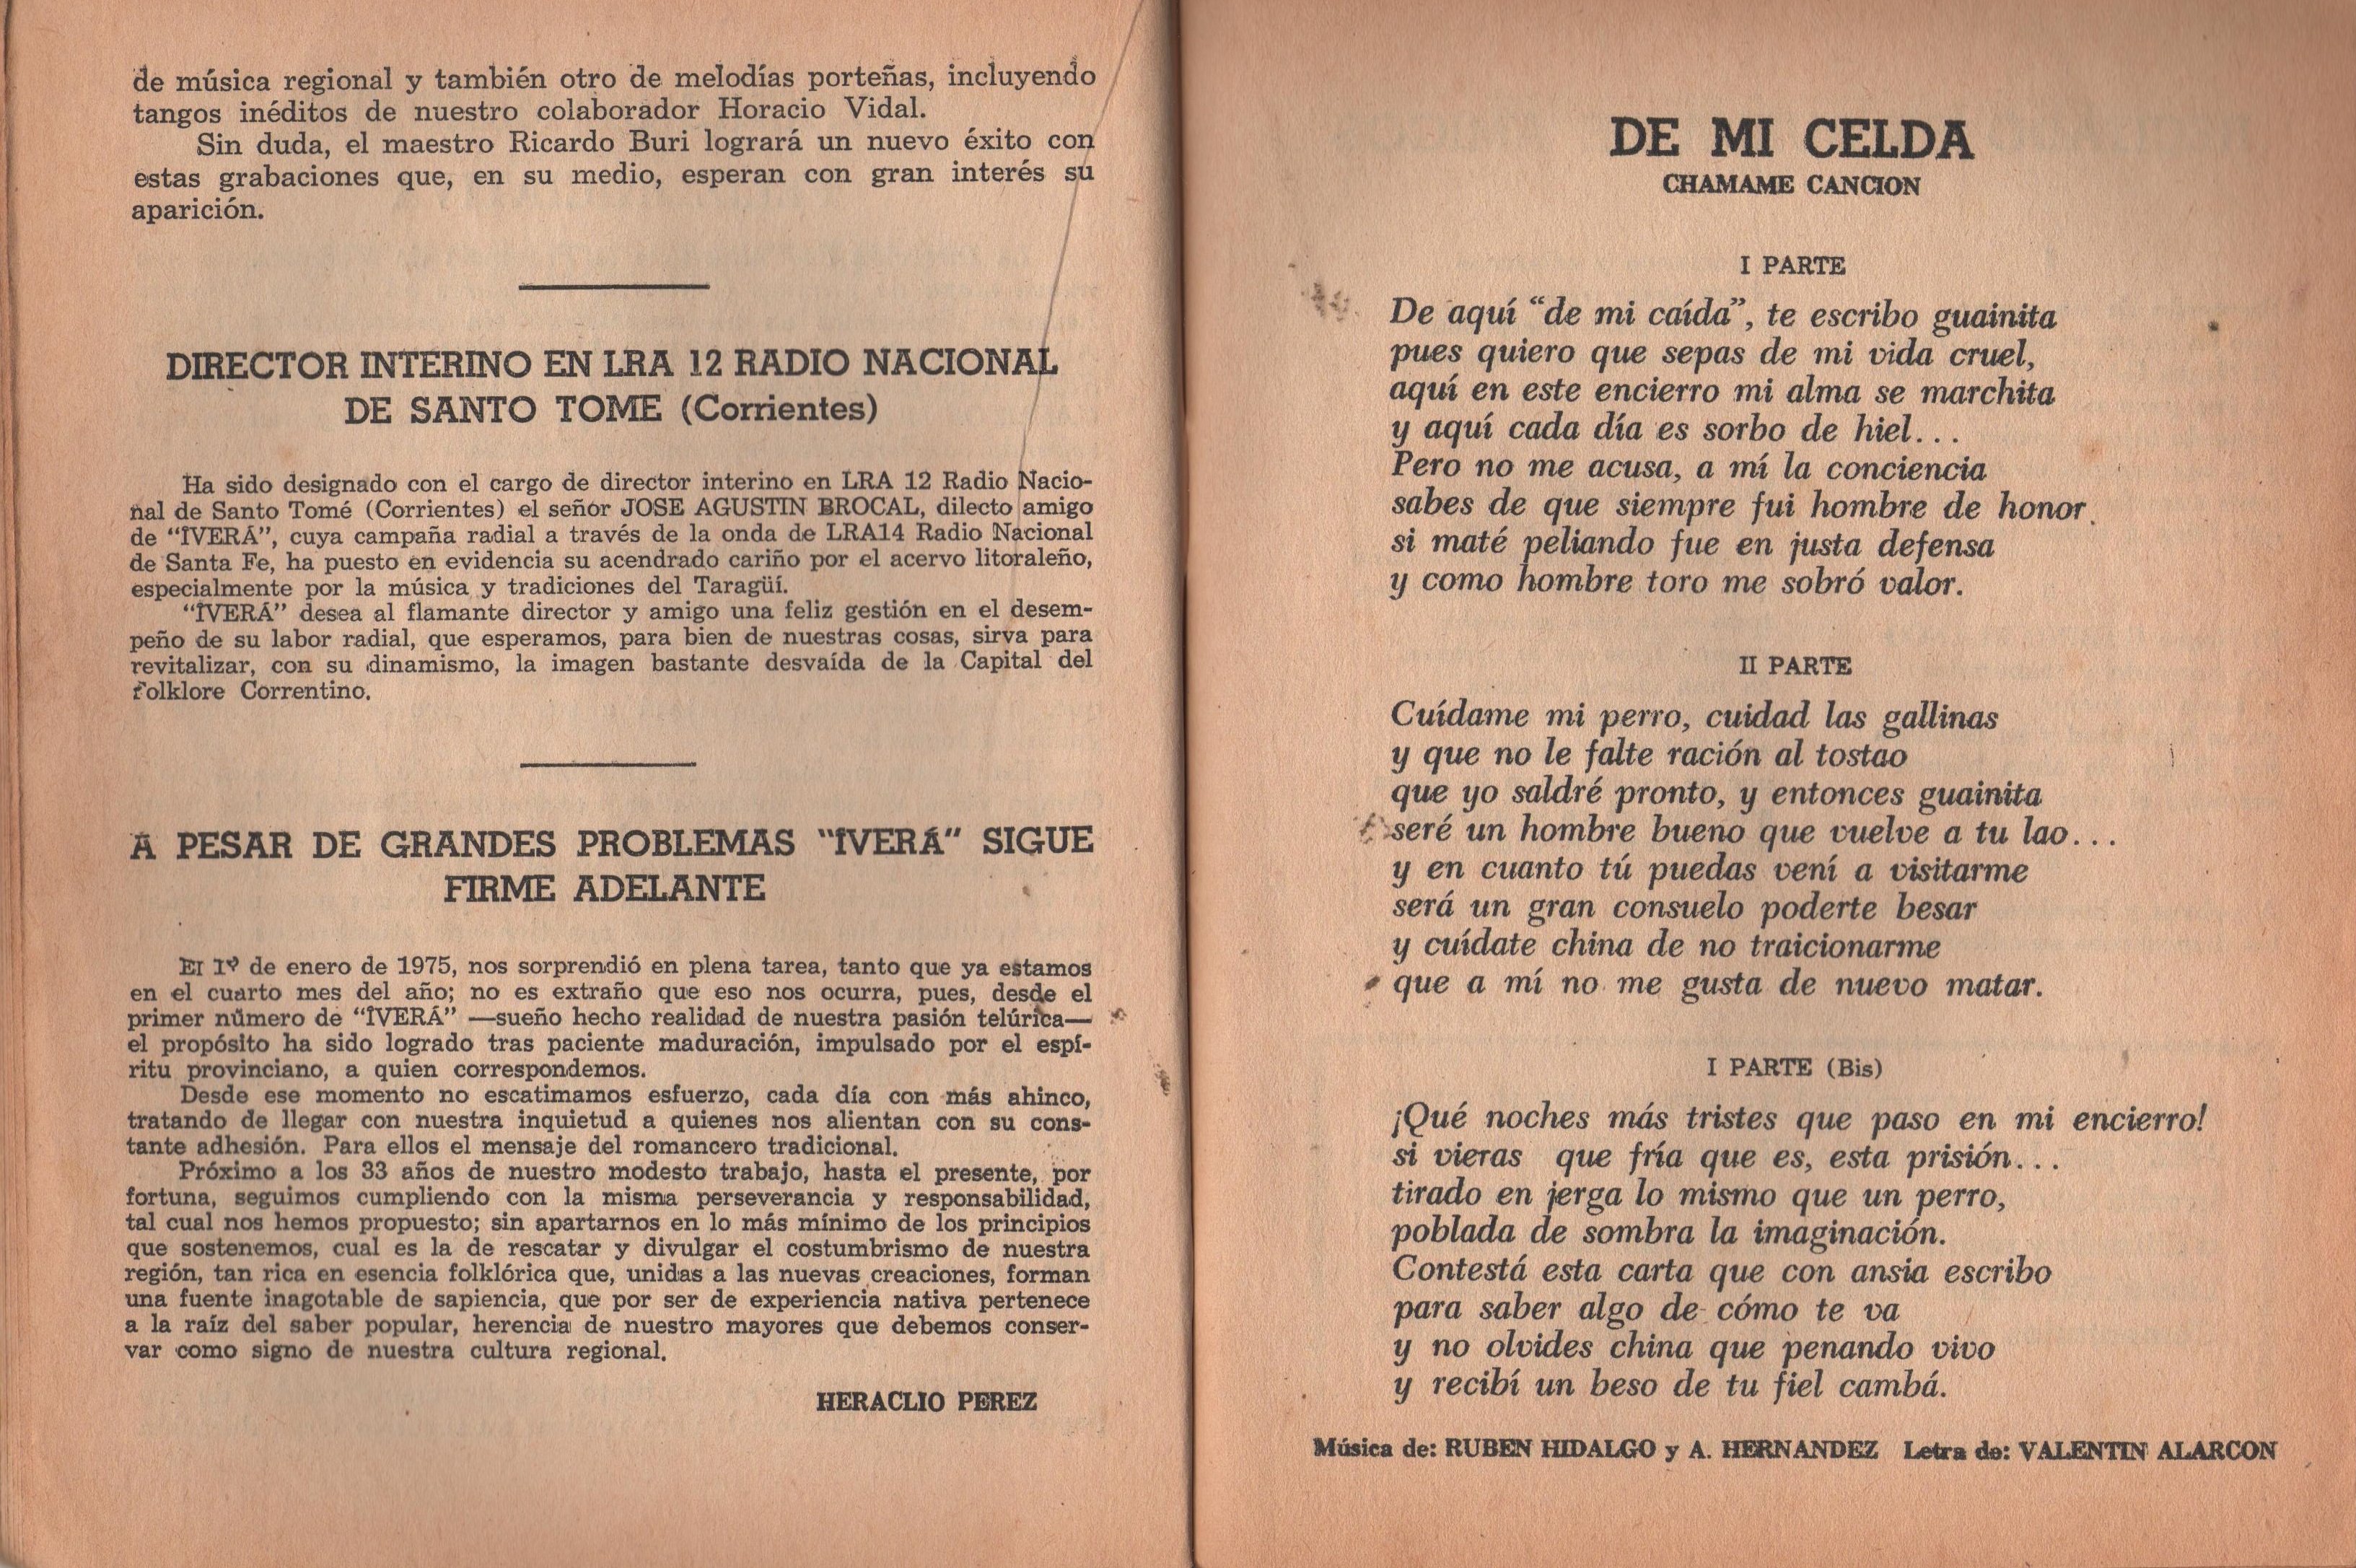 de música regional y también otro de melodías porteñas, incluyendo
tangos inéditos de nuestro colaborador Horacio Vidal.
Sin duda, el maestro Ricardo Buri logrará un nuevo éxito con
estas grabaciones que, en su medio, esperan con gran interés su
aparición.
DIRECTOR INTERINO EN LRA 12 RADIO NACIONAL
DE SANTO TOME (Corrientes)
Ha sido designado con el cargo de director interino en LRA 12 Radio Nacio-
nal de Santo Tomé (Corrientes) el señor JOSE AGUSTIN BROCAL, dilecto amigo
de “ÎVERÁ”, cuya campaña radial a través de la onda de LRA14 Radio Nacional
de Santa Fe, ha puesto en evidencia su acendrado cariño por el acervo litoraleño,
especialmente por la música y tradiciones del Taragüí.
“ÎVERÁ” desea al flamante director y amigo una feliz gestión en el desem-
peño de su labor radial, que esperamos, para bien de nuestras cosas, sirva para
revitalizar, con su dinamismo, la imagen bastante desvaída de la Capital del
folklore Correntino.
A PESAR DE GRANDES PROBLEMAS “ÎVERÁ” SIGUE
FIRME ADELANTE
El 1º de enero de 1975, nos sorprendió en plena tarea, tanto que ya estamos
en el cuarto mes del año; no es extraño que eso nos ocurra, pues, desde el
primer número de “ÎVERÁ” —sueño hecho realidad de nuestra pasión telúrica—
el propósito ha sido logrado tras paciente maduración, impulsado por el espí-
ritu provinciano, a quien correspondemos.
Desde ese momento no escatimamos esfuerzo, cada día con más ahinco,
tratando de llegar con nuestra inquietud a quienes nos alientan con su cons-
tante adhesión. Para ellos el mensaje del romancero tradicional.
Próximo a los 33 años de nuestro modesto trabajo, hasta el presente, por
fortuna, seguimos cumpliendo con la misma perseverancia y responsabilidad,
tal cual nos hemos propuesto; sin apartarnos en lo más mínimo de los principios
que sostenemos, cual es la de rescatar y divulgar el costumbrismo de nuestra
región, tan rica en esencia folklórica que, unidas a las nuevas creaciones, forman
una fuente inagotable de sapiencia, que por ser de experiencia nativa pertenece
a la raíz del saber popular, herencia de nuestro mayores que debemos conser-
var como signo de nuestra cultura regional.
HERACLIO PEREZ
DE MI CELDA
CHAMAME CANCION
I PARTE
De aquí “de mi caída”, te escribo guainita
pues quiero que sepas de mi vida cruel,
aquí en este encierro mi alma se marchita
y aquí cada día es sorbo de hiel...
Pero no me acusa, a mí la conciencia
sabes de que siempre fui hombre de honor.
si maté peliando fue en justa defensa
y como hombre toro me sobró valor.
II PARTE
Cuídame mi perro, cuidad las gallinas
y que no le falte ración al tostao
que yo saldré pronto, y entonces guainita
seré un hombre bueno que vuelve a tu lao...
y en cuanto tú puedas vení a visitarme
será un gran consuelo poderte besar
y cuídate china de no traicionarme
que a mí no me gusta de nuevo matar.
I PARTE (Bis)
¡Qué noches más tristes que paso en mi encierro!
si vieras que fría que es, esta prisión...
tirado en jerga lo mismo que un perro,
poblada de sombra la imaginación.
Contestá esta carta que con ansia escribo
para saber algo de cómo te va
y no olvides china que penando vivo
y recibí un beso de tu fiel cambá.
Música de: RUBEN HIDALGO y A. HERNANDEZ Letra de: VALENTIN ALARCON